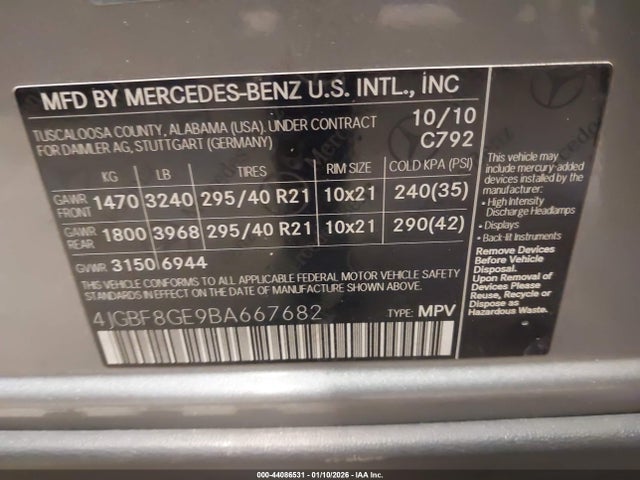 MFD BY MERCEDES-BENZ U.S. INTL., INC
TUSCALOOSA COUNTY, ALABAMA (USA). UNDER CONTRACT
FOR DAIMLER AG, STUTTGART (GERMANY)
10/10
C792
KG LB TIRES RIM SIZE COLD KPA (PSI)
GAWR FRONT 1470 3240 295/40 R21 10x21 240(35)
GAWR REAR 1800 3968 295/40 R21 10x21 290(42)
GVWR 3150 6944
THIS VEHICLE CONFORMS TO ALL APPLICABLE FEDERAL MOTOR VEHICLE SAFETY
STANDARDS IN EFFECT ON THE DATE OF MANUFACTURE SHOWN ABOVE.
4JGBF8GE9BA667682
TYPE: MPV
This vehicle may
include mercury-added
devices installed by the
manufacturer:
• High Intensity
Discharge Headlamps
• Displays
• Back-lit Instruments
Remove Devices
Before Vehicle
Disposal.
Upon Removal of
Devices Please
Reuse, Recycle or
Dispose as
Hazardous Waste.
000-44086531 - 01/10/2026 - IAA Inc.